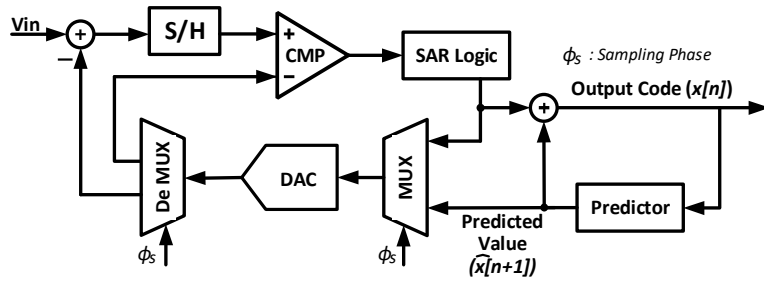 Vin
+
−
S/H
+
−
CMP
SAR Logic
ϕs : Sampling Phase
Output Code (x[n])
+
De MUX
DAC
MUX
Predictor
Predicted
Value
(x̂[n+1])
ϕs
ϕs